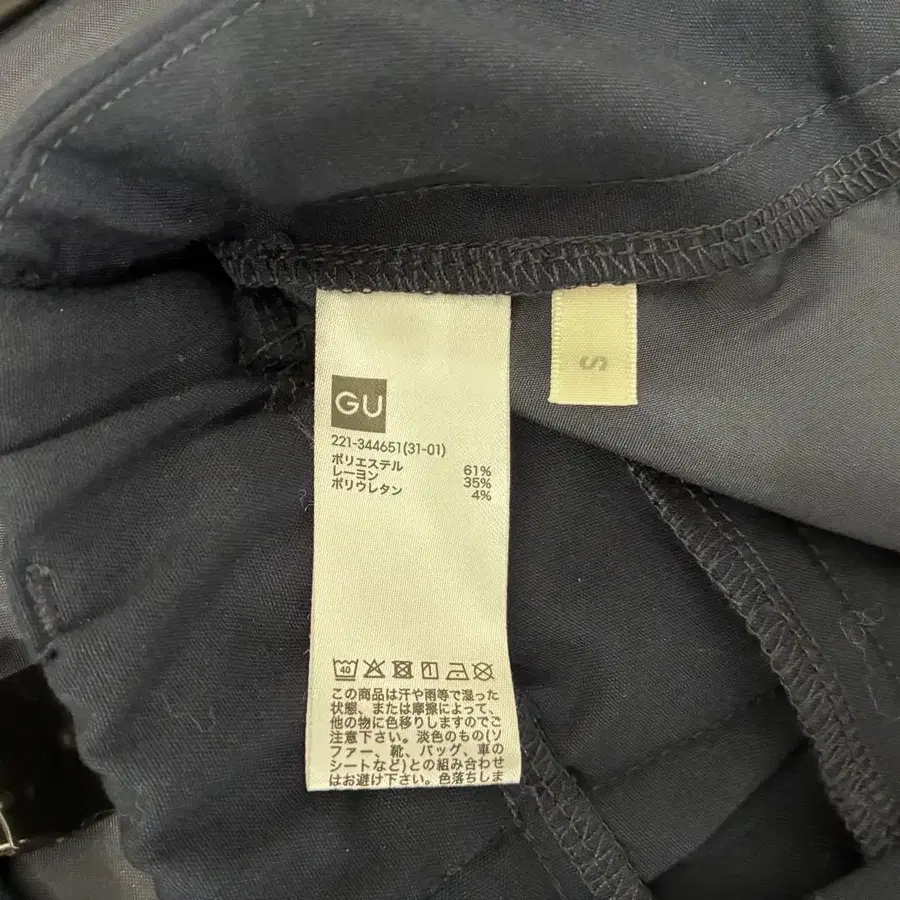 GU
221-344651(31-01)
ポリエステル 61%
レーヨン 35%
ポリウレタン 4%
40
この商品は汗や雨等で湿った
状態、または摩擦によって、
他の物に色移りしますのでご
注意下さい。淡色のもの(ソ
ファー、靴、バッグ、車の
シートなど)との組み合わせ
はお避け下さい。色落ちしま
S